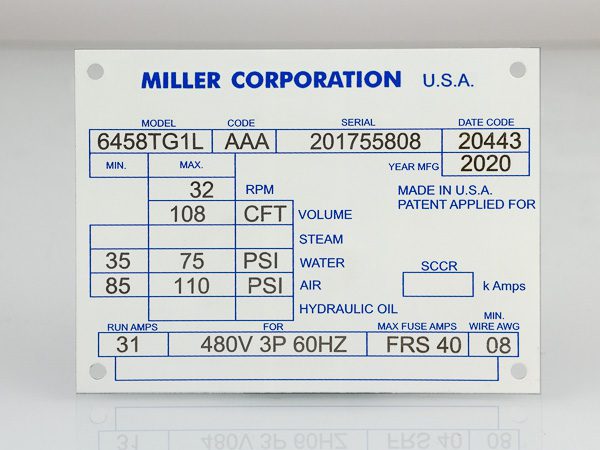 MILLER CORPORATION U.S.A.
MODEL CODE SERIAL DATE CODE
6458TG1L AAA 201755808 20443
MIN. MAX. YEAR MFG 2020
32 RPM MADE IN U.S.A.
108 CFT VOLUME PATENT APPLIED FOR
STEAM
35 75 PSI WATER SCCR
85 110 PSI AIR k Amps
HYDRAULIC OIL
RUN AMPS FOR MAX FUSE AMPS MIN. WIRE AWG
31 480V 3P 60HZ FRS 40 08